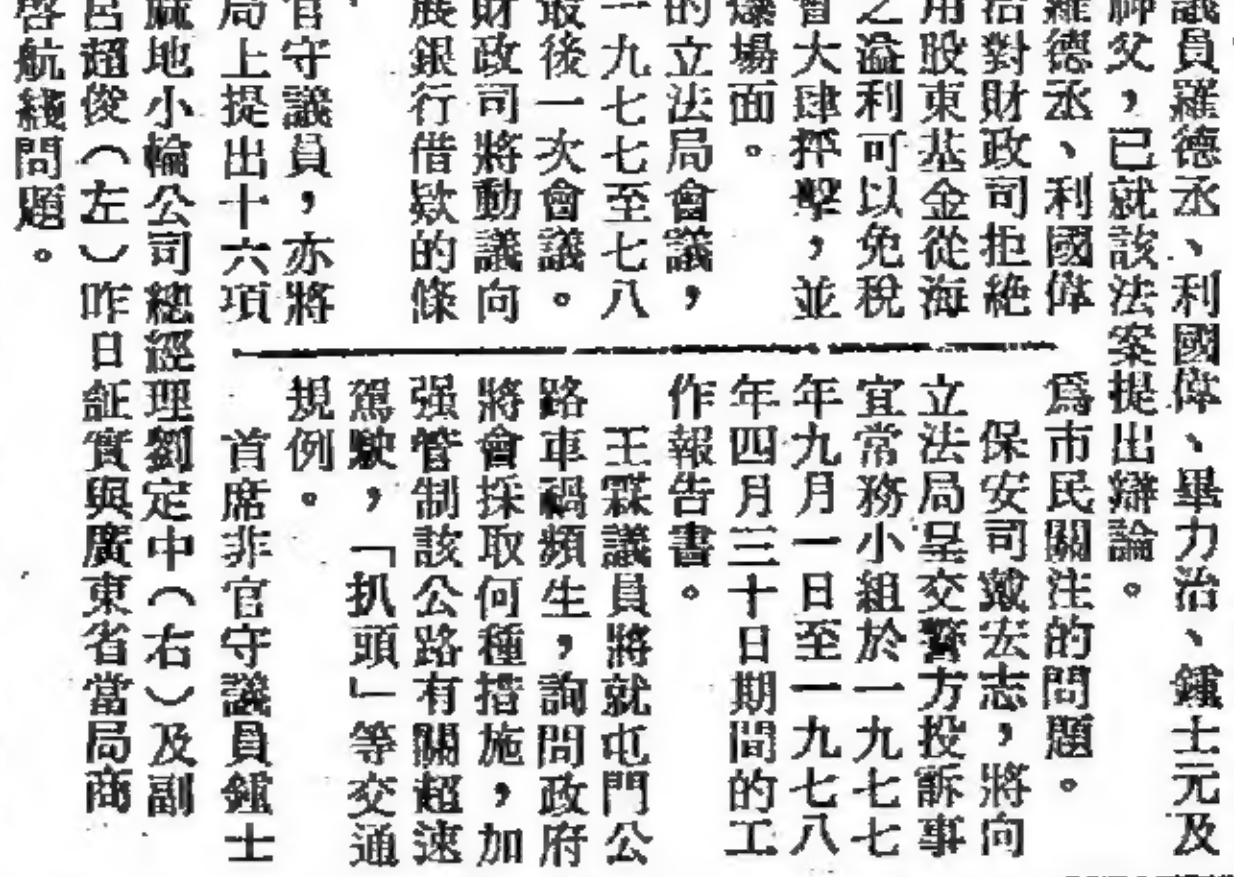 議員羅德丞、利國偉、畢力治、鍾士元及
神父，已就該法案提出辯論。
羅德丞、利國偉
治對財政司拒絕
用股東基金從海
之溢利可以免稅
會大肆抨擊，並
爆場面。
的立法局會議，
一九七七至七八
最後一次會議。
財政司將動議向
展銀行借欵的條
官守議員，亦將
局上提出十六項
為市民關注的問題。
保安司戴宏志，將向
立法局呈交警方投訴事
宜常務小組於一九七七
年九月一日至一九七八
年四月三十日期間的工
作報告書。
王霖議員將就屯門公
路車禍頻生，詢問政府
將會採取何種措施，加
强管制該公路有關超速
駕駛，「扒頭」等交通
規例。
首席非官守議員鍾士
蔴地小輪公司總經理劉定中（右）及副
宮超俊（左）昨日証實與廣東省當局商
啓航綫問題。